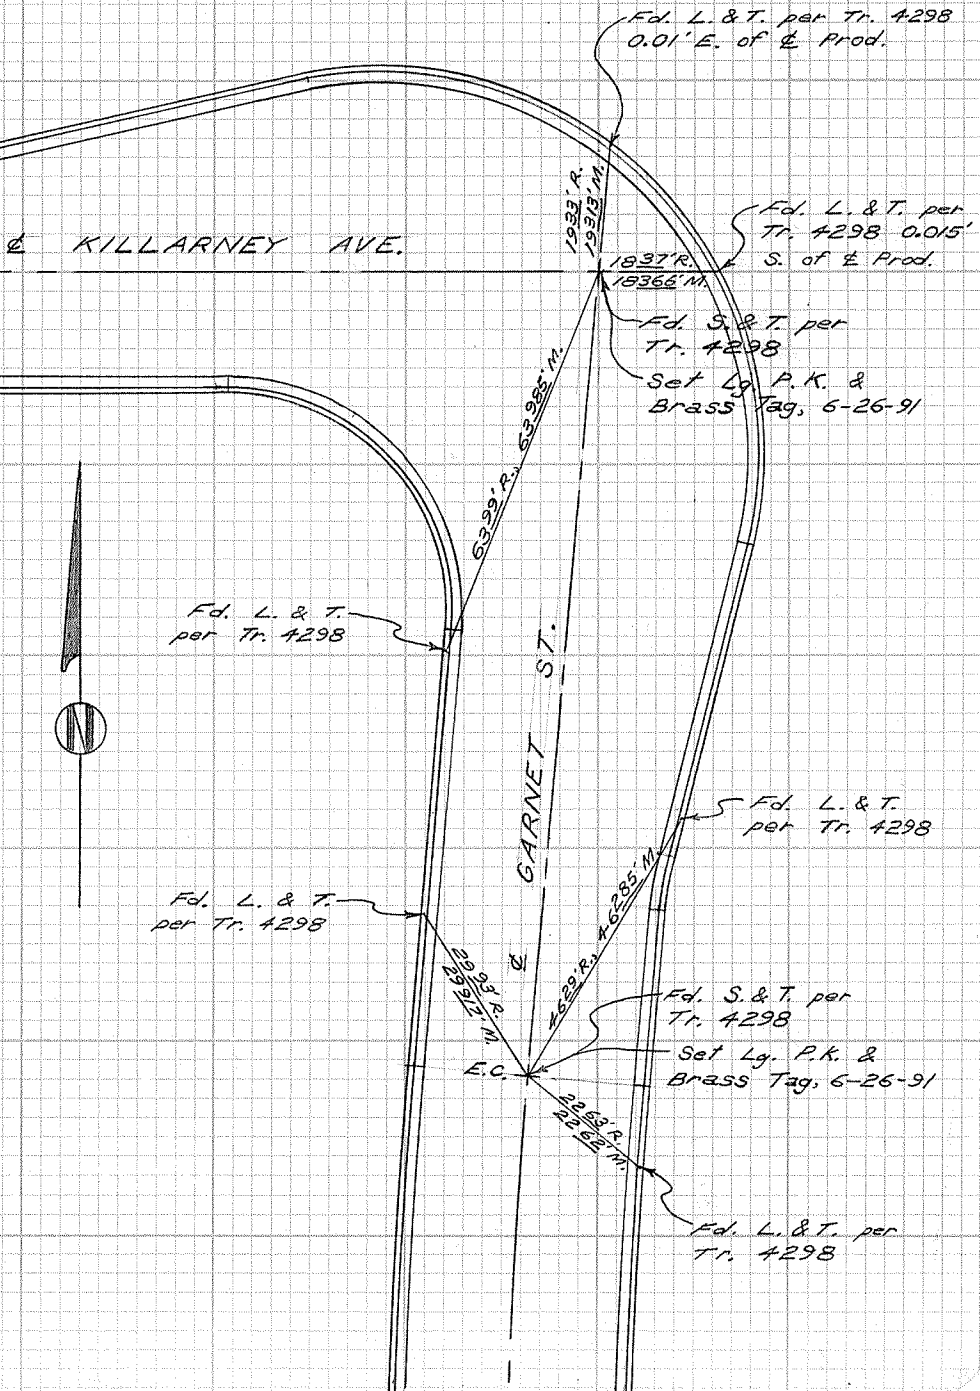 Fd. L. & T. per Tr. 4298
0.01' E. of ℄ Prod.
19.33' R.
19.313' M.
Fd. L. & T. per
Tr. 4298 0.015'
S. of ℄ Prod.
℄ KILLARNEY AVE.
18.37' R.
18.366' M.
Fd. S. & T. per
Tr. 4298
Set Lg. P.K. &
Brass Tag, 6-26-91
63.99' R., 63.985' M.
Fd. L. & T.
per Tr. 4298
N
℄ GARNET ST.
Fd. L. & T.
per Tr. 4298
46.29' R., 46.285' M.
Fd. L. & T.
per Tr. 4298
29.93' R.
29.912' M.
Fd. S. & T. per
Tr. 4298
E.C.
Set Lg. P.K. &
Brass Tag, 6-26-91
22.63' R.
22.62' M.
Fd. L. & T. per
Tr. 4298